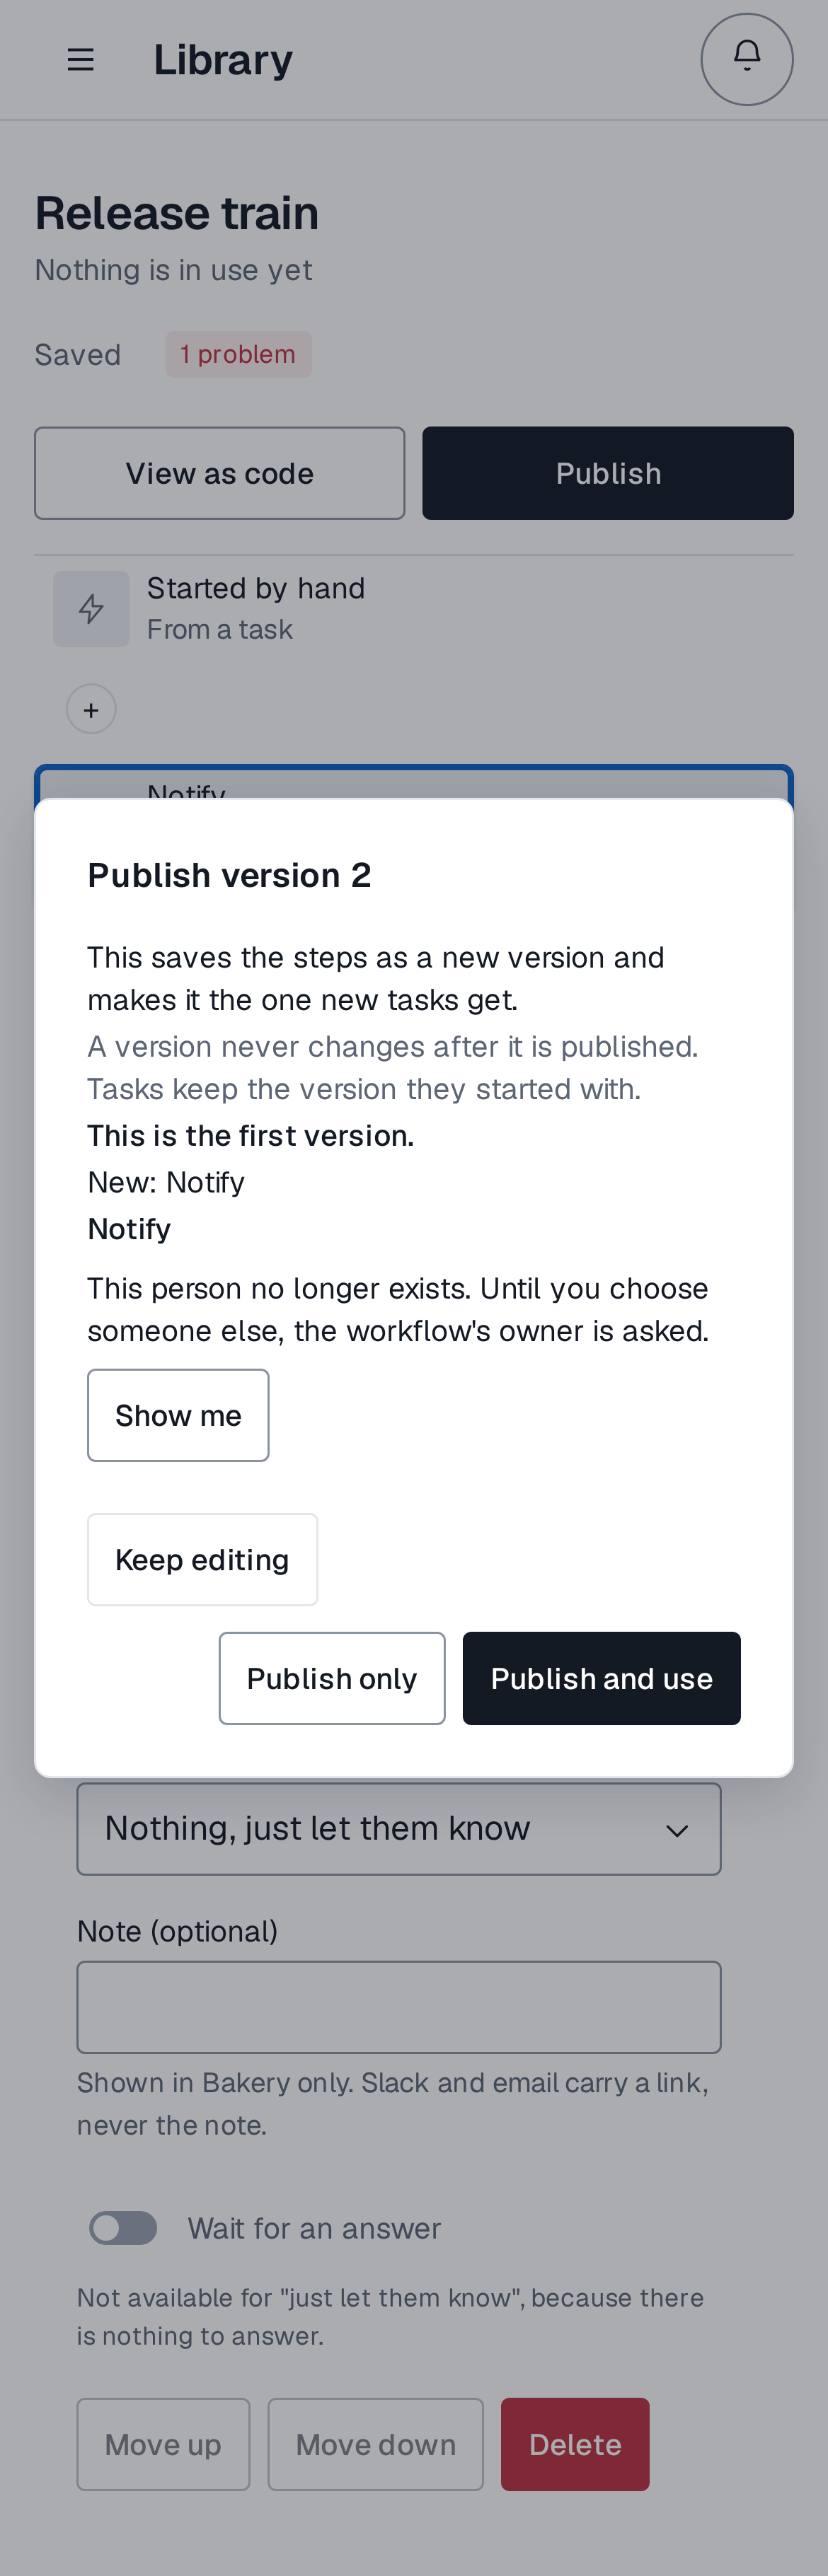 Library
Release train
Nothing is in use yet
Saved
1 problem
View as code
Publish
Started by hand
From a task
+
Notify
Publish version 2
This saves the steps as a new version and
makes it the one new tasks get.
A version never changes after it is published.
Tasks keep the version they started with.
This is the first version.
New: Notify
Notify
This person no longer exists. Until you choose
someone else, the workflow's owner is asked.
Show me
Keep editing
Publish only
Publish and use
Nothing, just let them know
Note (optional)
Shown in Bakery only. Slack and email carry a link,
never the note.
Wait for an answer
Not available for "just let them know", because there
is nothing to answer.
Move up
Move down
Delete